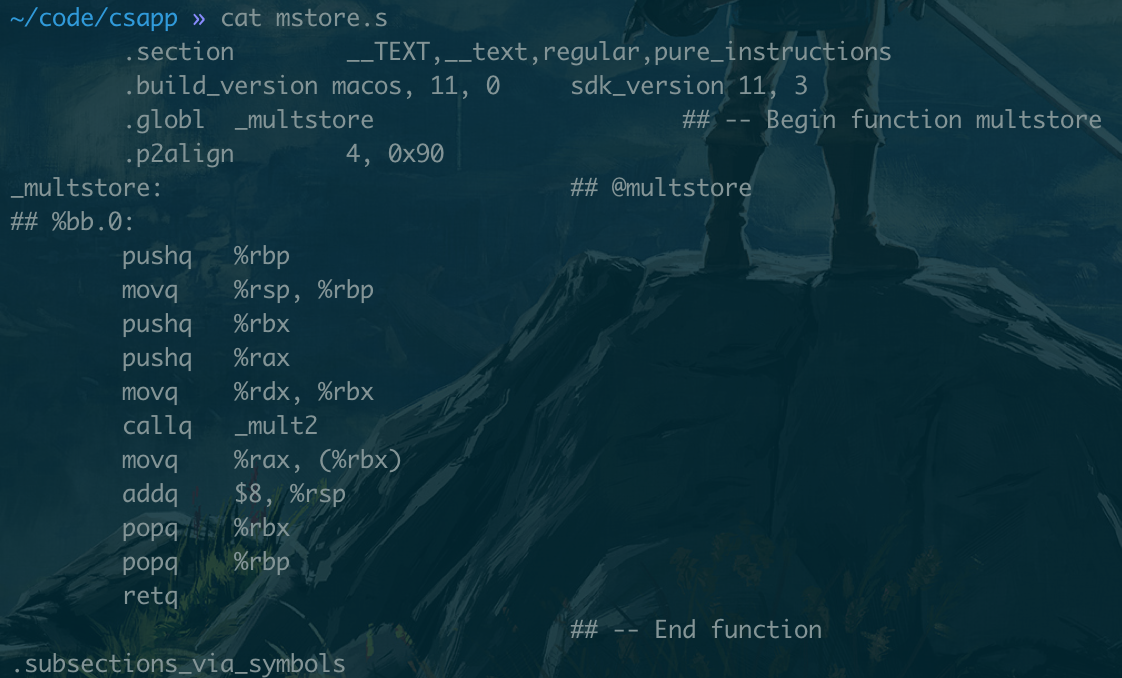 ~/code/csapp » cat mstore.s
        .section        __TEXT,__text,regular,pure_instructions
        .build_version macos, 11, 0     sdk_version 11, 3
        .globl  _multstore                      ## -- Begin function multstore
        .p2align        4, 0x90
_multstore:                             ## @multstore
## %bb.0:
        pushq   %rbp
        movq    %rsp, %rbp
        pushq   %rbx
        pushq   %rax
        movq    %rdx, %rbx
        callq   _mult2
        movq    %rax, (%rbx)
        addq    $8, %rsp
        popq    %rbx
        popq    %rbp
        retq
                                        ## -- End function
.subsections_via_symbols